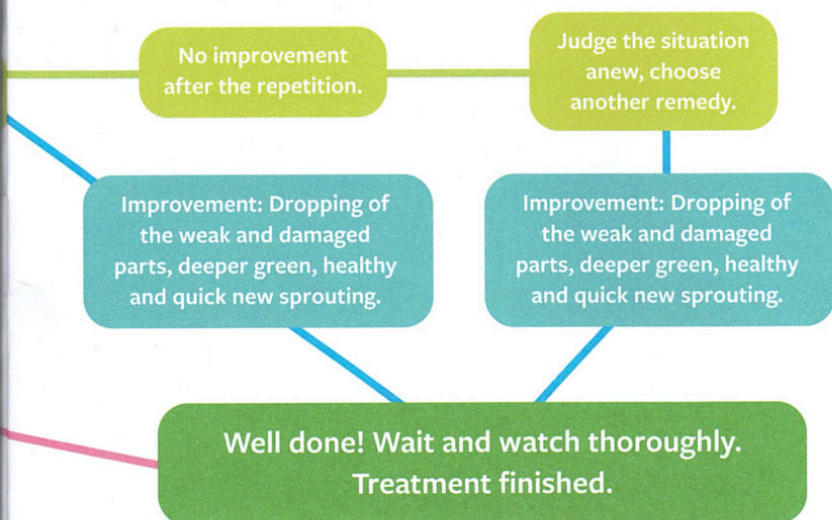 No improvement
after the repetition.
Judge the situation
anew, choose
another remedy.
Improvement: Dropping of
the weak and damaged
parts, deeper green, healthy
and quick new sprouting.
Improvement: Dropping of
the weak and damaged
parts, deeper green, healthy
and quick new sprouting.
Well done! Wait and watch thoroughly.
Treatment finished.